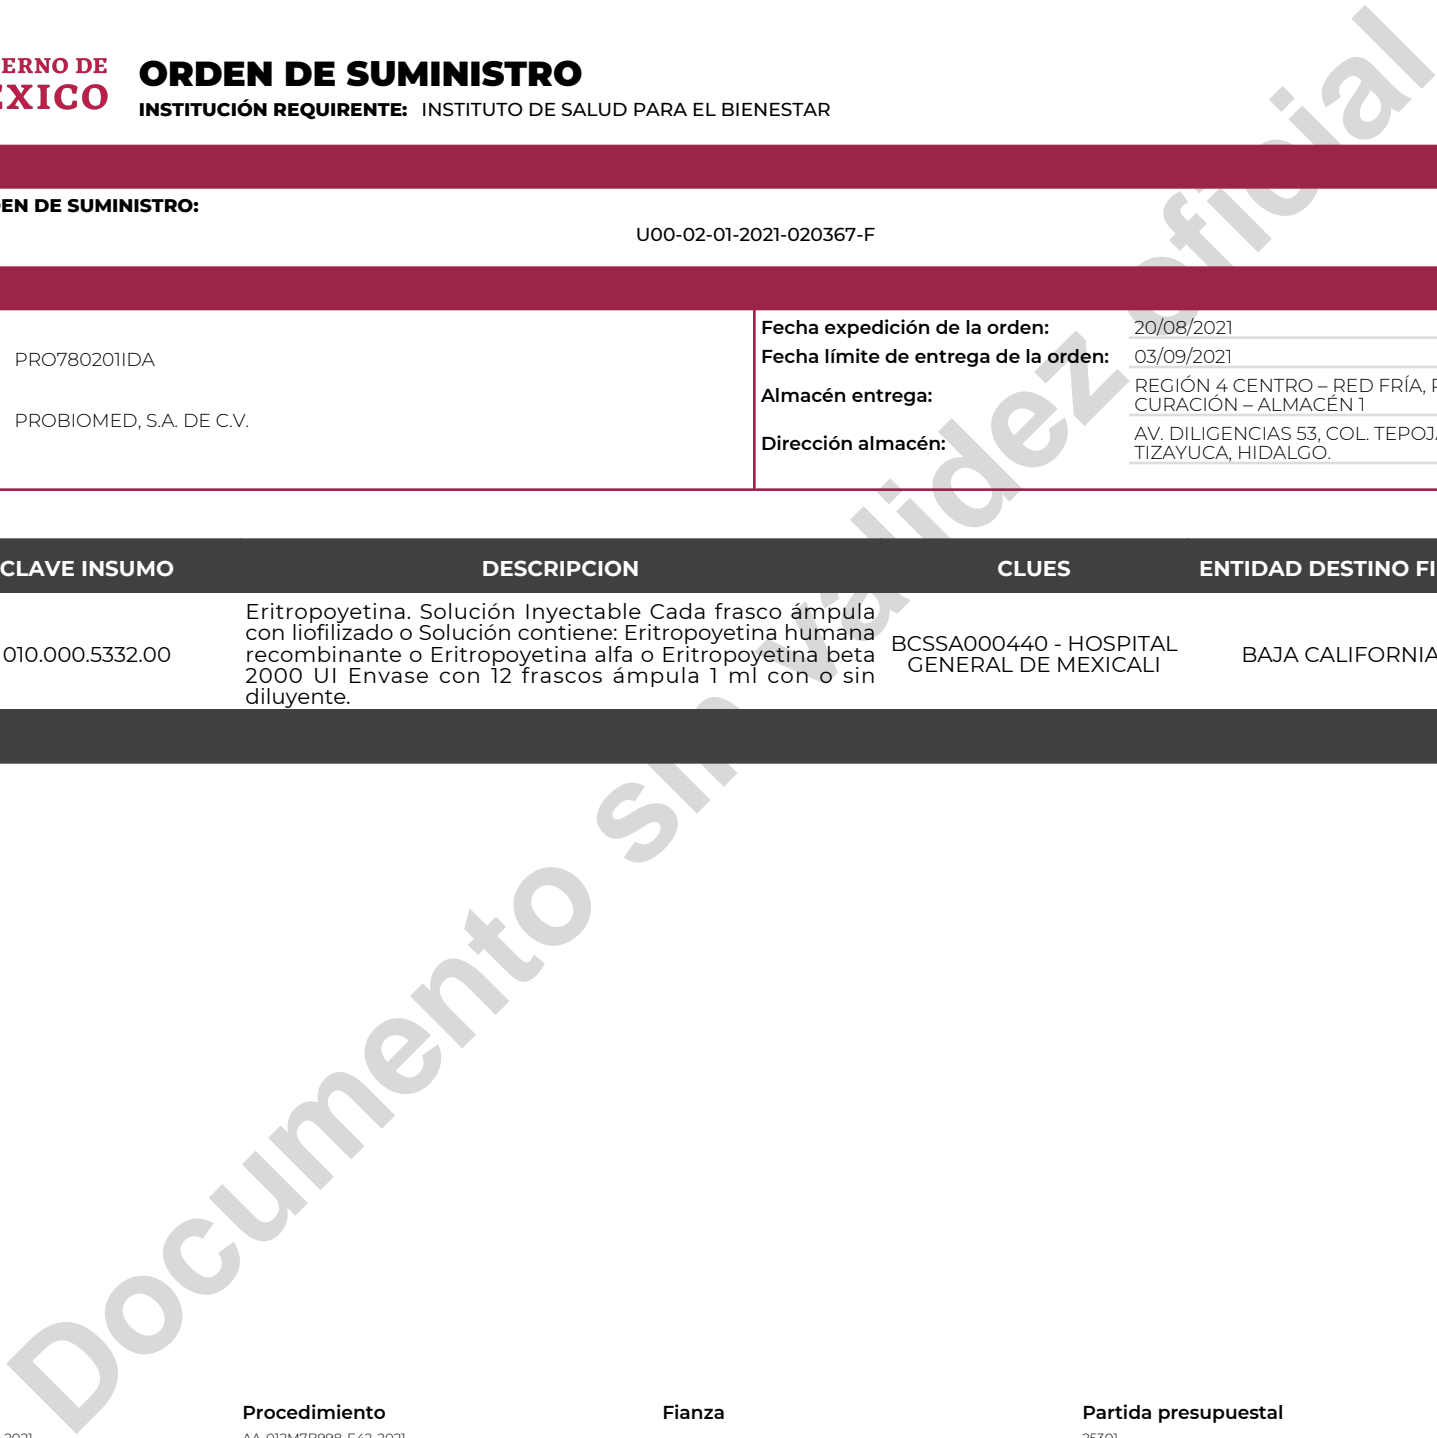 ERNO DE
ÉXICO
ORDEN DE SUMINISTRO
INSTITUCIÓN REQUIRENTE: INSTITUTO DE SALUD PARA EL BIENESTAR
EN DE SUMINISTRO:
U00-02-01-2021-020367-F
PRO780201IDA
PROBIOMED, S.A. DE C.V.
Fecha expedición de la orden: 20/08/2021
Fecha límite de entrega de la orden: 03/09/2021
Almacén entrega: REGIÓN 4 CENTRO – RED FRÍA,
CURACIÓN – ALMACÉN 1
Dirección almacén: AV. DILIGENCIAS 53, COL. TEPOJ
TIZAYUCA, HIDALGO.
CLAVE INSUMO DESCRIPCION CLUES ENTIDAD DESTINO FI
010.000.5332.00
Eritropoyetina. Solución Inyectable Cada frasco ámpula
con liofilizado o Solución contiene: Eritropoyetina humana
recombinante o Eritropoyetina alfa o Eritropoyetina beta
2000 UI Envase con 12 frascos ámpula 1 ml con o sin
diluyente.
BCSSA000440 - HOSPITAL
GENERAL DE MEXICALI
BAJA CALIFORNIA
Documento sin validez oficial
Procedimiento Fianza Partida presupuestal